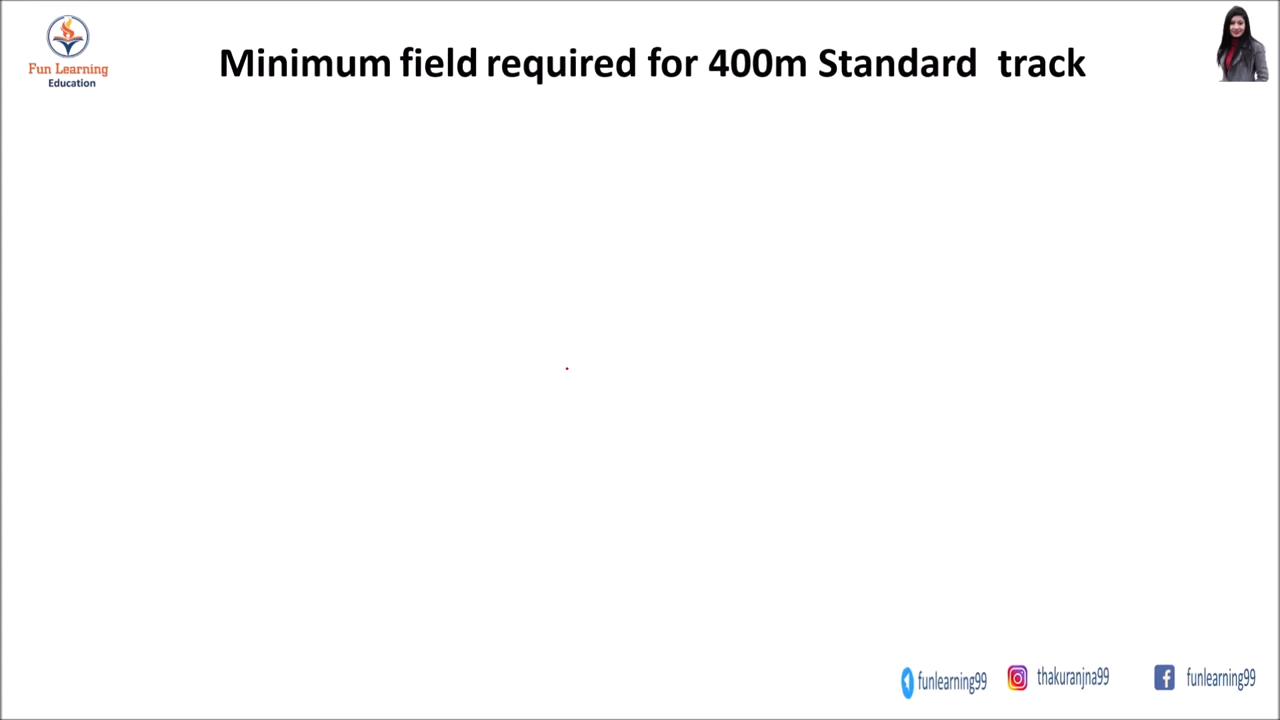 Fun Learning
Education
Minimum field required for 400m Standard track
funlearning99
thakuranjna99
funlearning99